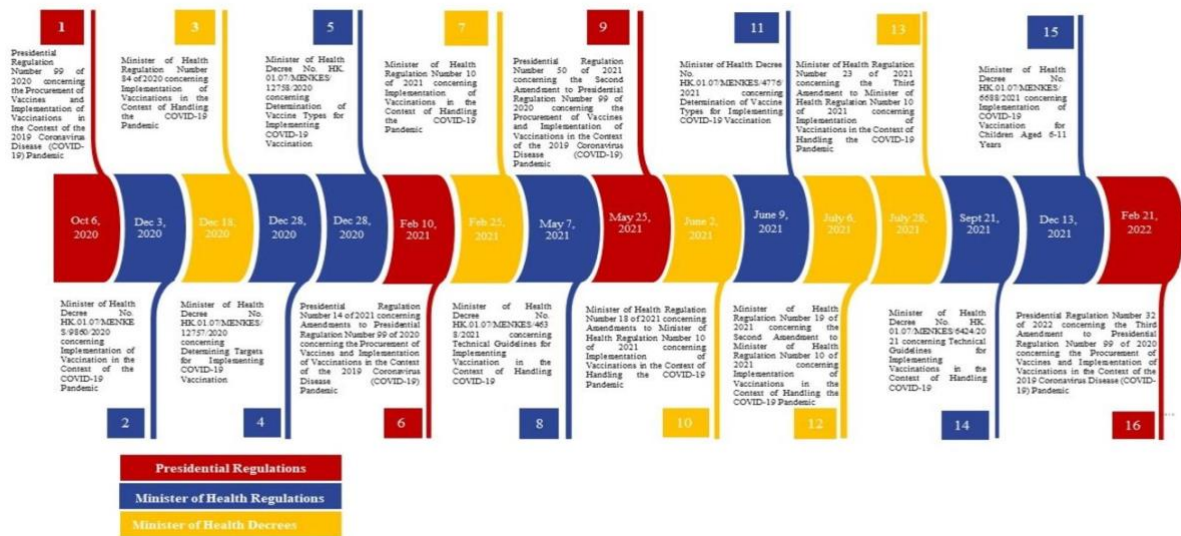 1
Presidential
Regulation
Number 99 of
2020 concerning
the Procurement of
Vaccines and
Implementation of
Vaccinations in
the Context of the
2019 Coronavirus
Disease (COVID-
19) Pandemic
3
Minister of Health
Regulation Number
84 of 2020 concerning
Implementation of
Vaccinations in the
Context of Handling
the COVID-19
Pandemic
5
Minister of Health
Decree No. HK.
01.07/MENKES/
12758/2020
concerning
Determination of
Vaccine Types for
Implementing
COVID-19
Vaccination
7
Minister of Health
Regulation Number 10
of 2021 concerning
Implementation of
Vaccinations in the
Context of Handling
the COVID-19
Pandemic
9
Presidential Regulation
Number 50 of 2021
concerning the Second
Amendment to Presidential
Regulation Number 99 of
2020 concerning the
Procurement of Vaccines
and Implementation of
Vaccinations in the Context
of the 2019 Coronavirus
Disease (COVID-19)
Pandemic
11
Minister of Health Decree
No.
HK.01.07/MENKES/4776/
2021 concerning
Determination of Vaccine
Types for Implementing
COVID-19 Vaccination
13
Minister of Health Regulation
Number 23 of 2021
concerning the Third
Amendment to Minister of
Health Regulation Number 10
of 2021 concerning
Implementation of
Vaccinations in the Context of
Handling the COVID-19
Pandemic
15
Minister of Health
Decree No.
HK.01.07/MENKES/
6688/2021 concerning
Implementation of
COVID-19
Vaccination for
Children Aged 6-11
Years
Oct 6,
2020
Dec 3,
2020
Dec 18,
2020
Dec 28,
2020
Dec 28,
2020
Feb 10,
2021
Feb 25,
2021
May 7,
2021
May 25,
2021
June 2,
2021
June 9,
2021
July 6,
2021
July 28,
2021
Sept 21,
2021
Dec 13,
2021
Feb 21,
2022
Minister of Health
Decree No.
HK.01.07/MENKE
S/9860/2020
concerning
Implementation of
Vaccination in the
Context of the
COVID-19
Pandemic
2
Minister of Health
Decree No.
HK.01.07/MENKES/
12757/2020
concerning
Determining Targets
for Implementing
COVID-19
Vaccination
4
Presidential Regulation
Number 14 of 2021 concerning
Amendments to Presidential
Regulation Number 99 of 2020
concerning the Procurement of
Vaccines and Implementation
of Vaccinations in the Context
of the 2019 Coronavirus
Disease (COVID-19)
Pandemic
6
Minister of Health
Decree No.
HK.01.07/MENKES/463
8/2021 concerning
Technical Guidelines for
Implementing
Vaccinations in the
Context of Handling
COVID-19
8
Minister of Health Regulation
Number 18 of 2021 concerning
Amendments to Minister of
Health Regulation Number 10
of 2021 concerning
Implementation of
Vaccinations in the Context of
Handling the COVID-19
Pandemic
10
Minister of Health
Regulation Number 19 of
2021 concerning the
Second Amendment to
Minister of Health
Regulation Number 10 of
2021 concerning
Implementation of
Vaccinations in the
Context of Handling the
COVID-19 Pandemic
12
Minister of Health
Decree No. HK.
01.07/MENKES/6424/20
21 concerning Technical
Guidelines for
Implementing
Vaccinations in the
Context of Handling
COVID-19
14
Presidential Regulation Number 32
of 2022 concerning the Third
Amendment to Presidential
Regulation Number 99 of 2020
concerning the Procurement of
Vaccines and Implementation of
Vaccinations in the Context of the
2019 Coronavirus Disease (COVID-
19) Pandemic
...
16
Presidential Regulations
Minister of Health Regulations
Minister of Health Decrees